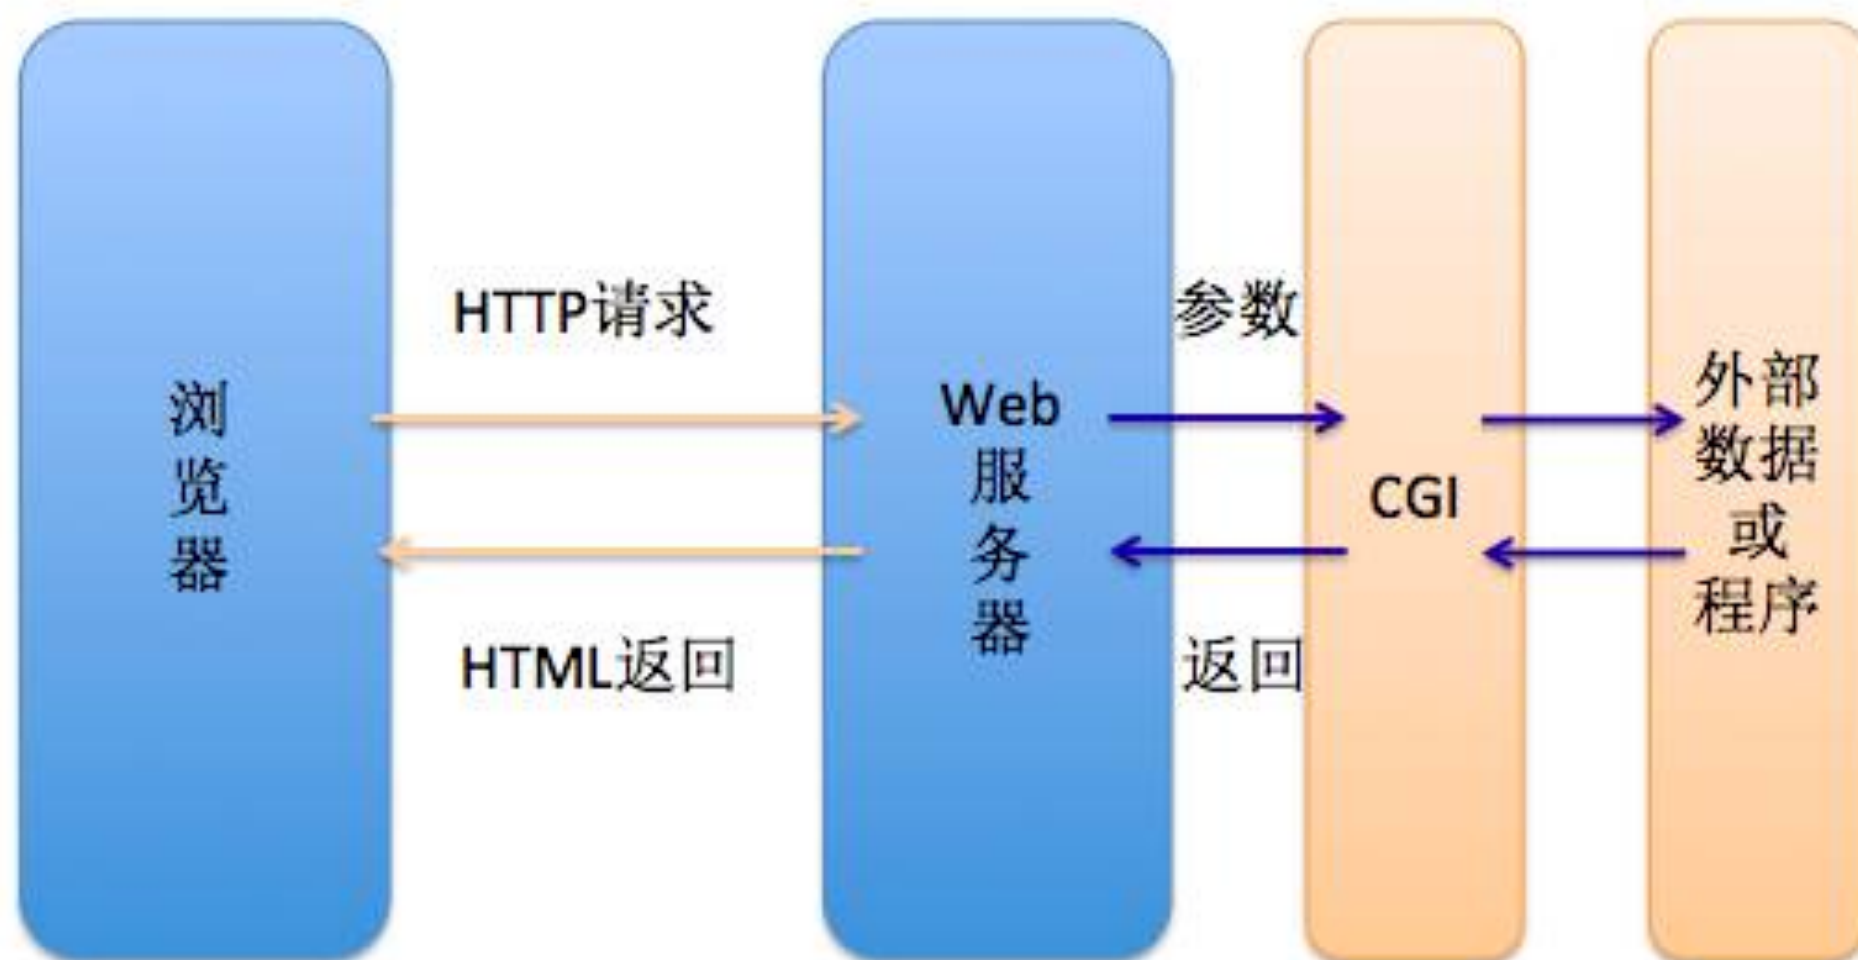 HTTP请求
参数
浏
览
器
Web
服
务
器
CGI
外部
数据
或
程序
HTML返回
返回